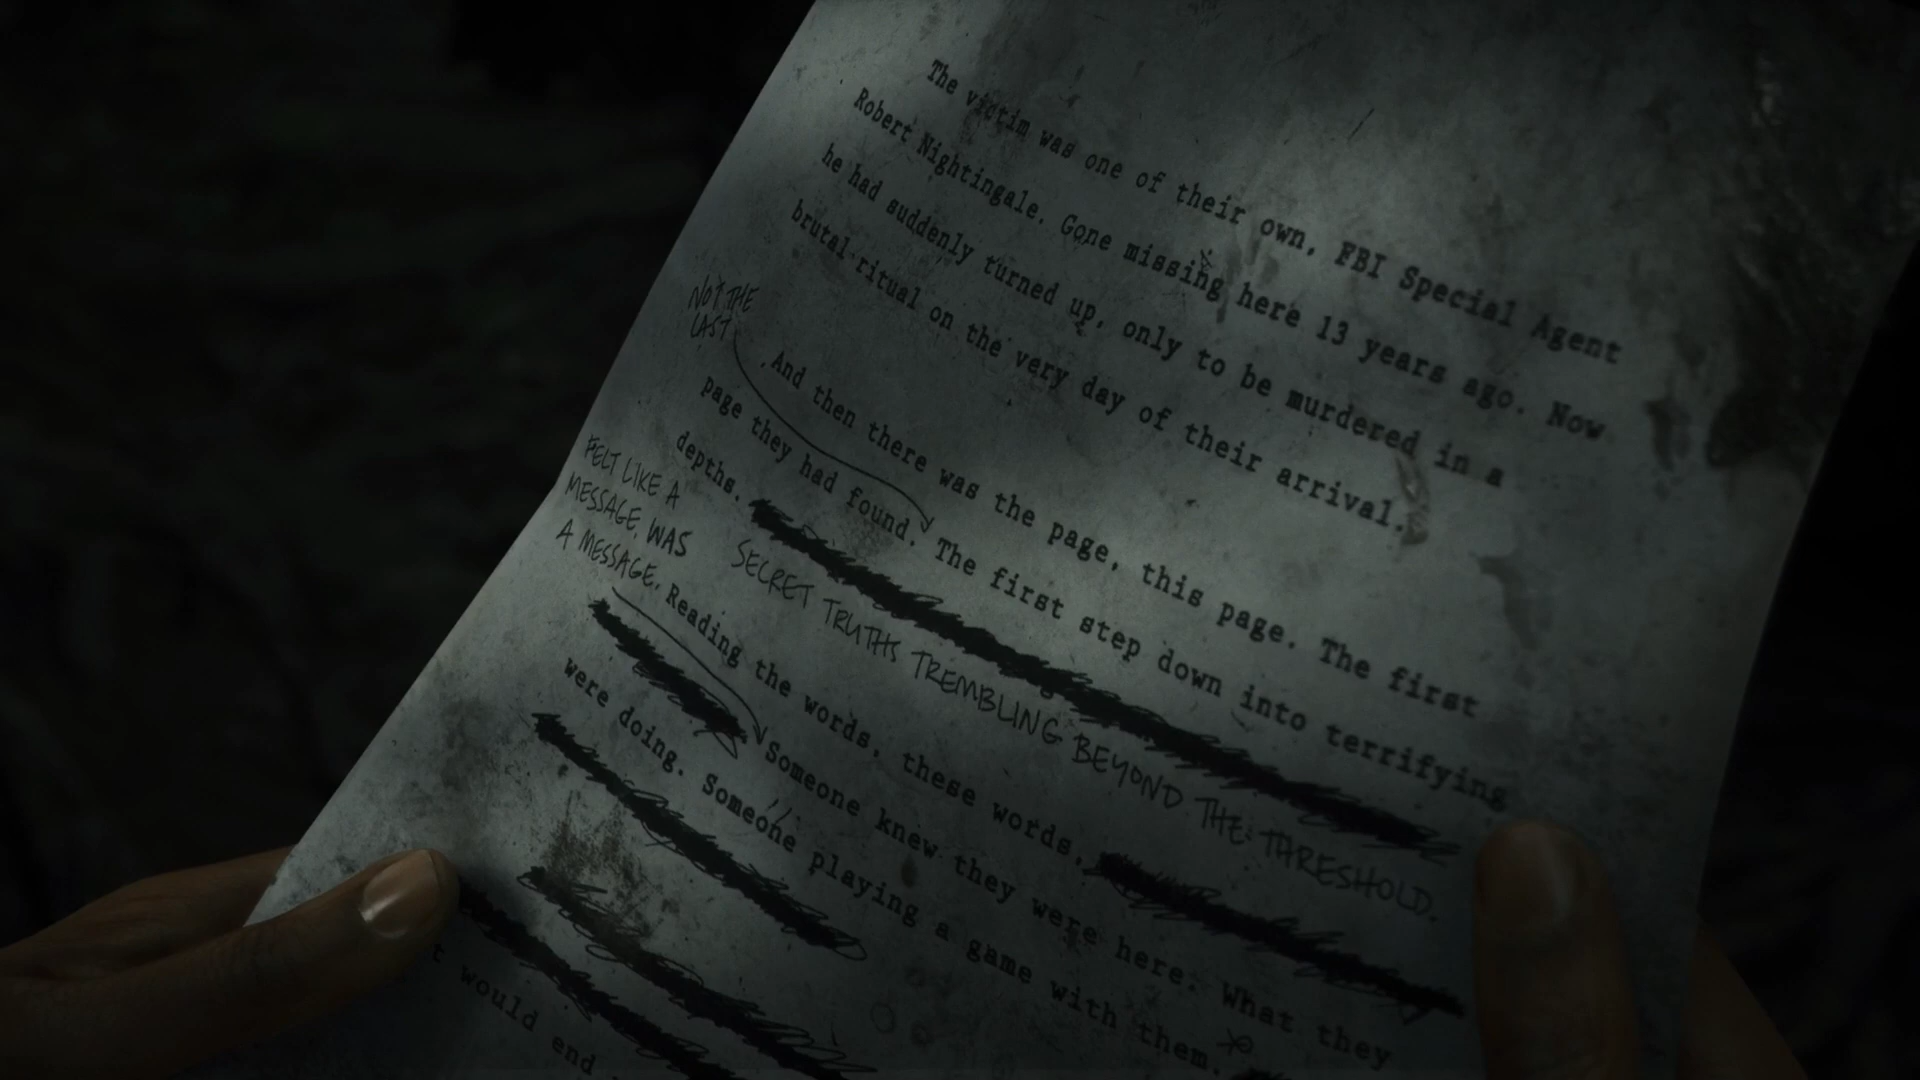 The victim was one of their own, FBI Special Agent
Robert Nightingale. Gone missing here 13 years ago. Now
he had suddenly turned up, only to be murdered in a
brutal ritual on the very day of their arrival.
NOT THE
LAST
And then there was the page, this page. The first
page they had found. The first step down into terrifying
depths.
SECRET TRUTHS TREMBLING BEYOND THE THRESHOLD.
FELT LIKE A
MESSAGE, WAS
A MESSAGE.
Reading the words, these words,
Someone knew they were here. What they
were doing. Someone playing a game with them.
would end